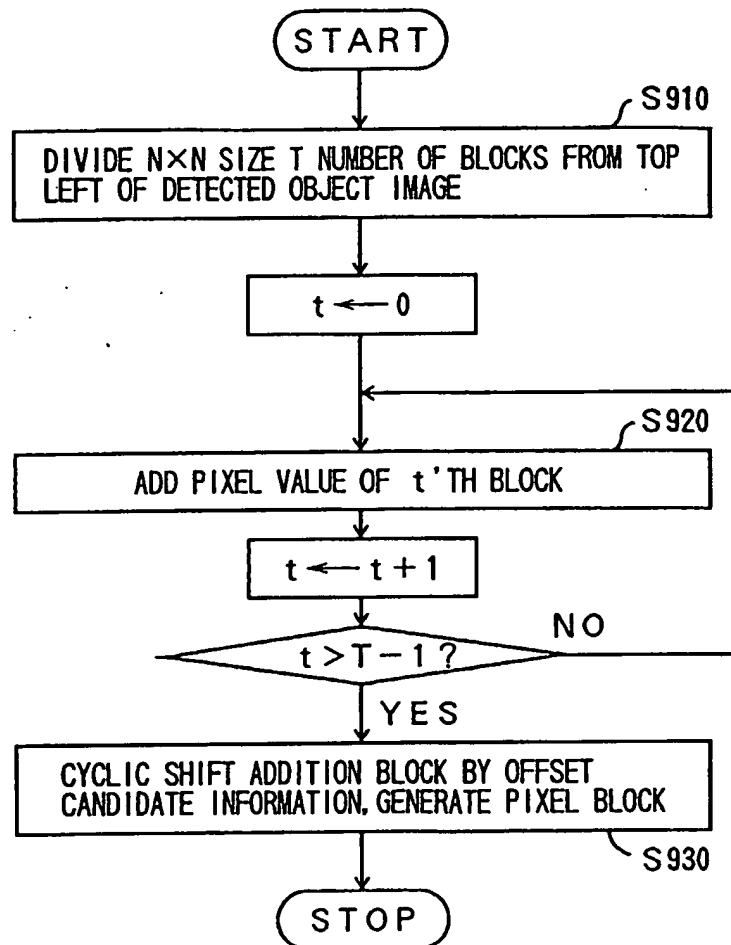 START
S910
DIVIDE N×N SIZE T NUMBER OF BLOCKS FROM TOP
LEFT OF DETECTED OBJECT IMAGE
t ← 0
S920
ADD PIXEL VALUE OF t'TH BLOCK
t ← t + 1
NO
t > T − 1 ?
YES
CYCLIC SHIFT ADDITION BLOCK BY OFFSET
CANDIDATE INFORMATION, GENERATE PIXEL BLOCK
S930
STOP